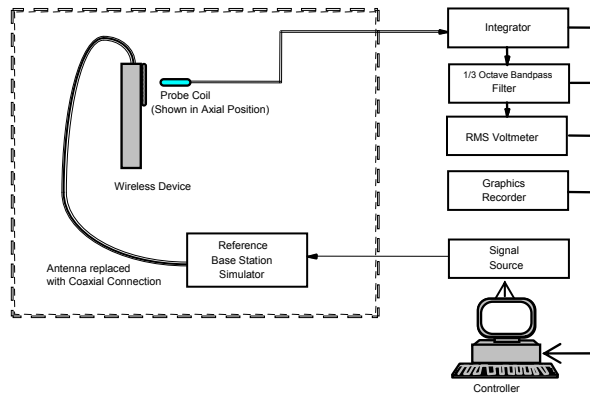 Integrator
1/3 Octave Bandpass
Filter
RMS Voltmeter
Graphics
Recorder
Probe Coil
(Shown in Axial Position)
Wireless Device
Reference
Base Station
Simulator
Signal
Source
Antenna replaced
with Coaxial Connection
Controller